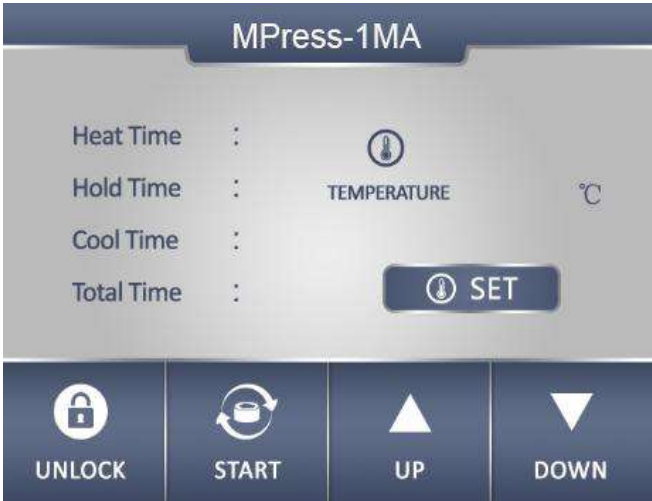 MPress-1MA
Heat Time :
Hold Time :
Cool Time :
Total Time :
TEMPERATURE
℃
SET
UNLOCK
START
UP
DOWN